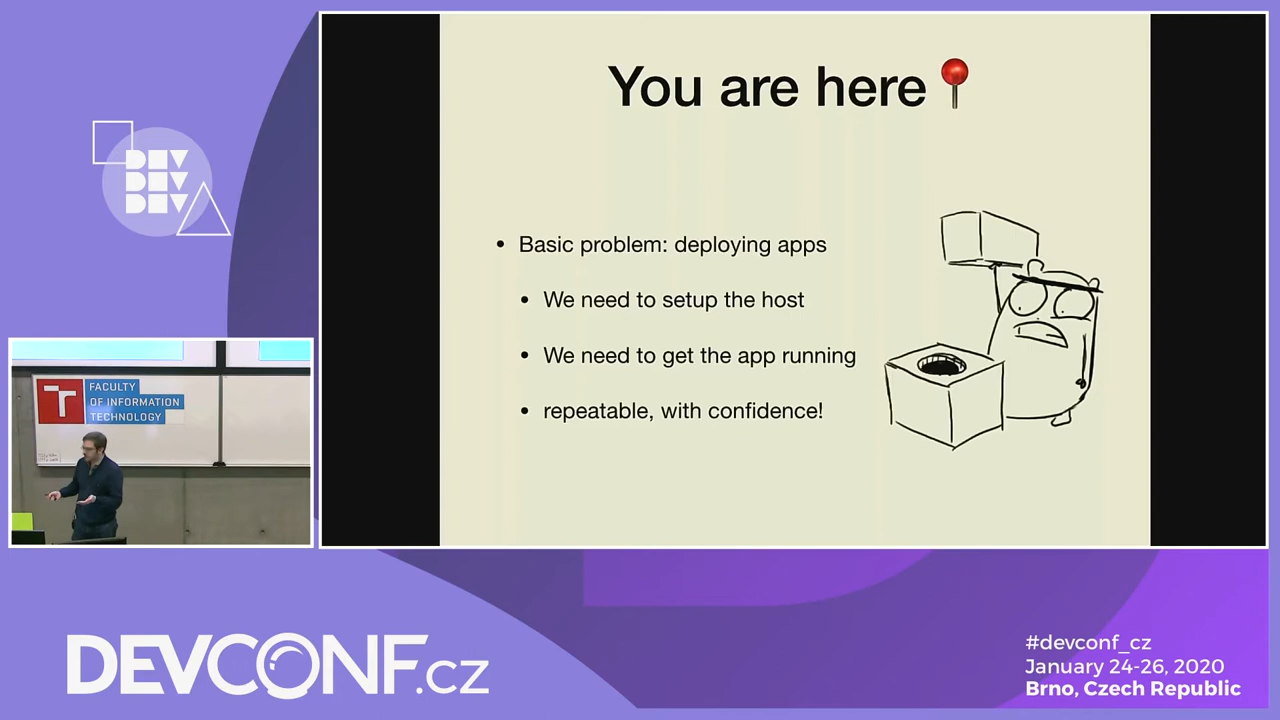 You are here
Basic problem: deploying apps
We need to setup the host
We need to get the app running
repeatable, with confidence!
DEV
DEV
DEV
FACULTY
OF INFORMATION
TECHNOLOGY
DEVCONF.cz
#devconf_cz
January 24-26, 2020
Brno, Czech Republic